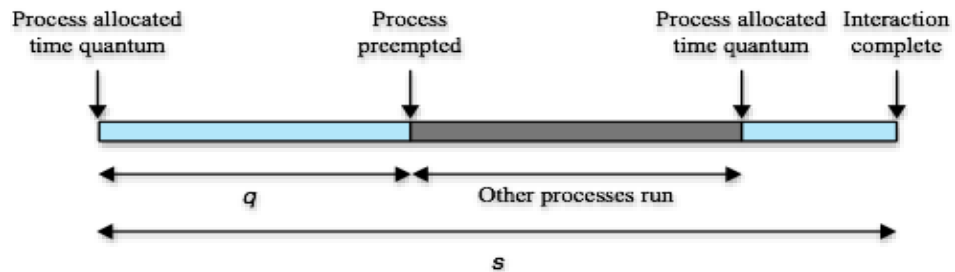 Process allocated
time quantum
Process
preempted
Process allocated
time quantum
Interaction
complete
q
Other processes run
s